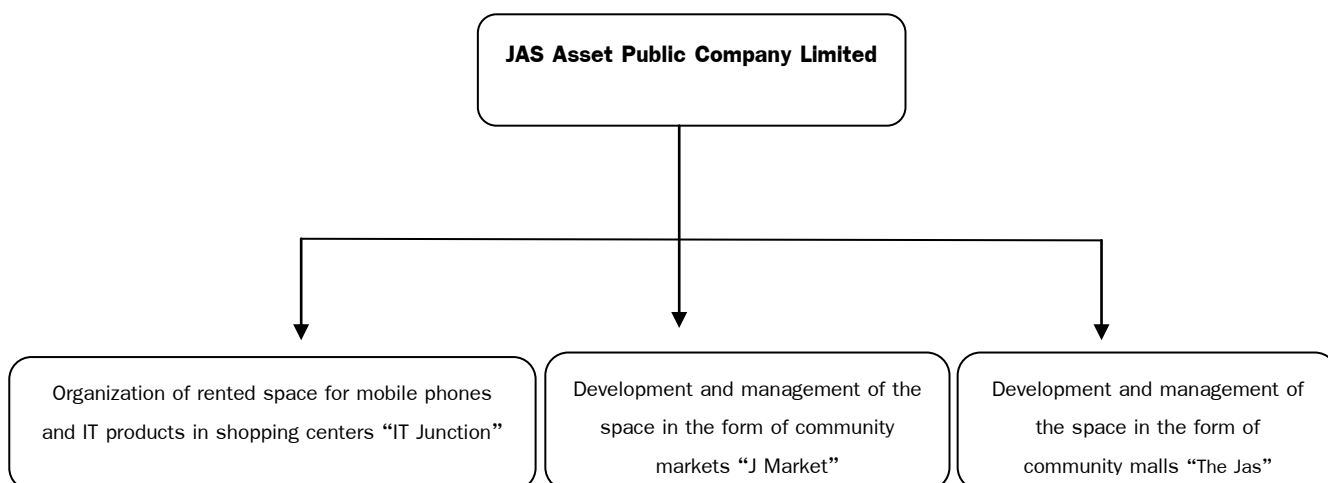 JAS Asset Public Company Limited
Organization of rented space for mobile phones
and IT products in shopping centers “IT Junction”
Development and management of the
space in the form of community
markets “J Market”
Development and management of
the space in the form of
community malls “The Jas”